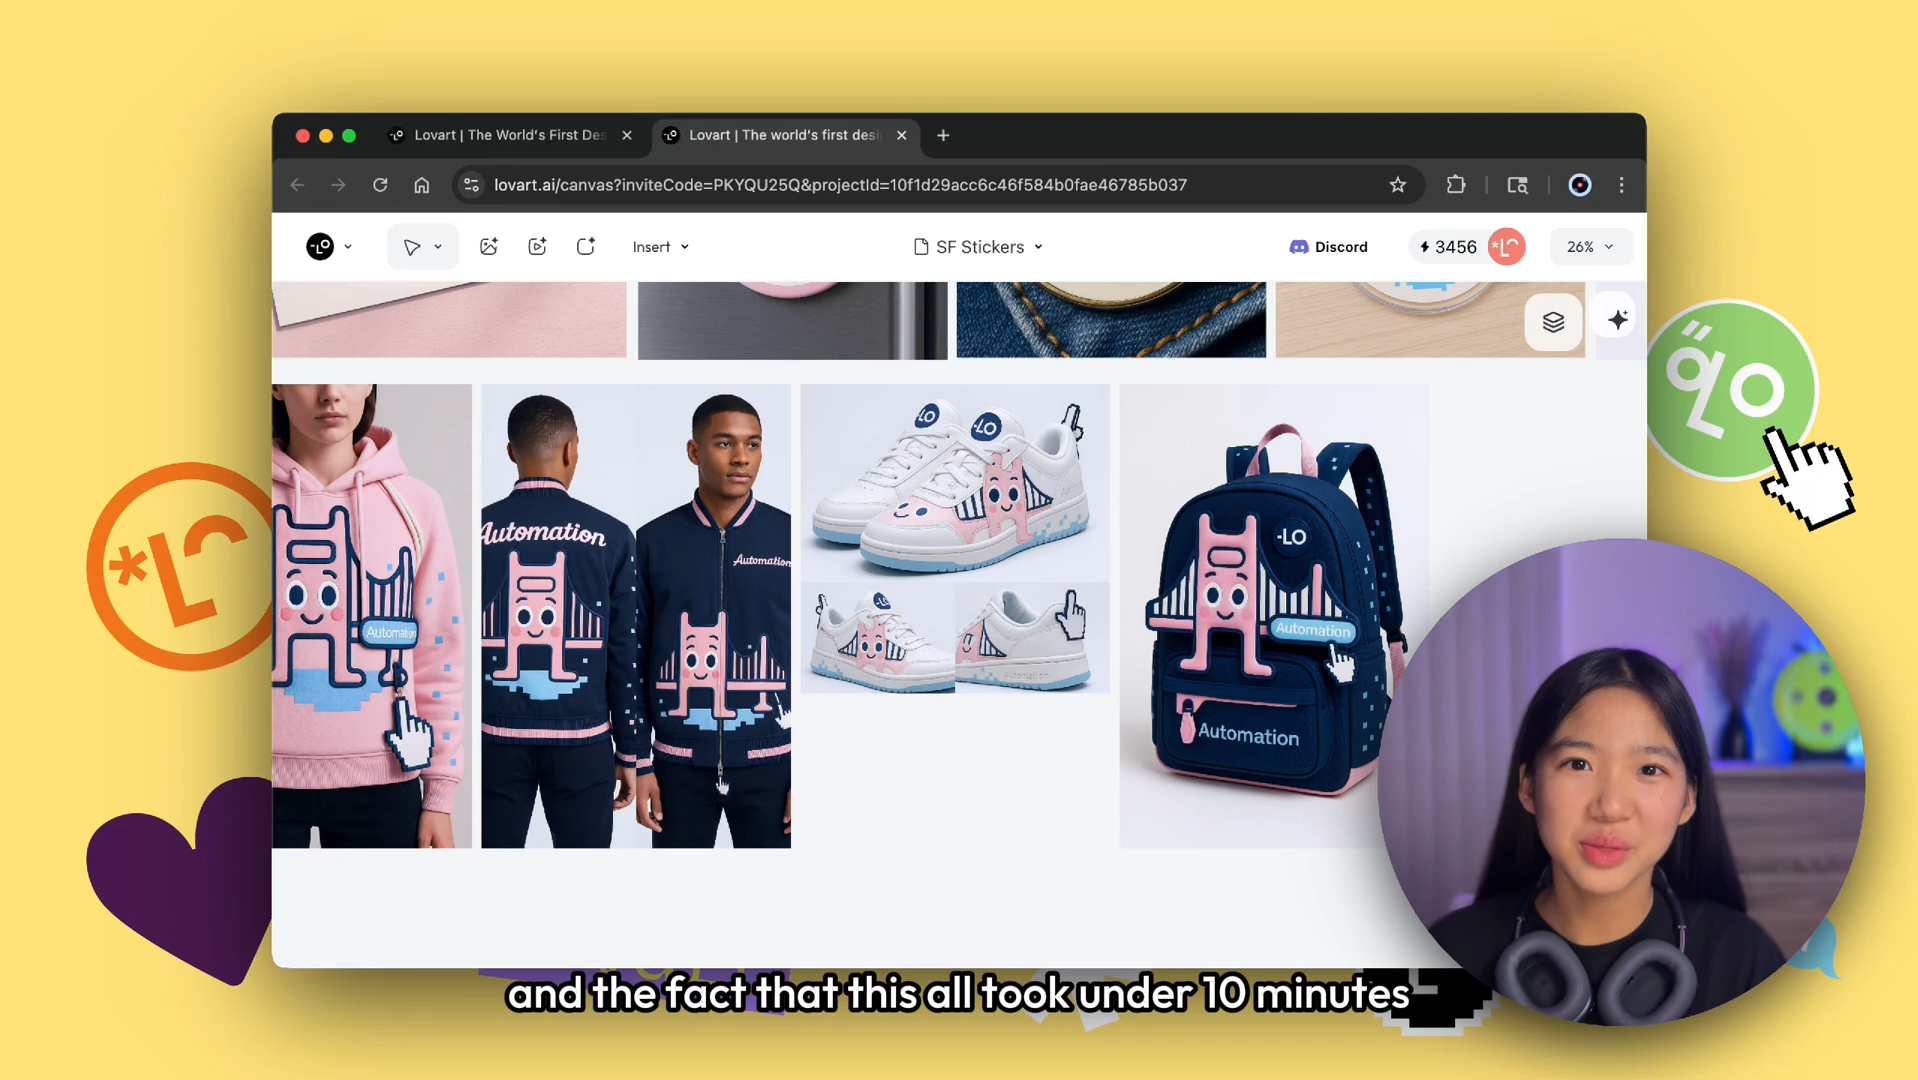 Lovart | The World's First Des
Lovart | The world's first desi
lovart.ai/canvas?inviteCode=PKYQU25Q&projectId=10f1d29acc6c46f584b0fae46785b037
Insert
SF Stickers
Discord
3456
26%
-LO
-LO
-LO
Automation
Automation
Automation
Automation
Automation
Automation
and the fact that this all took under 10 minutes